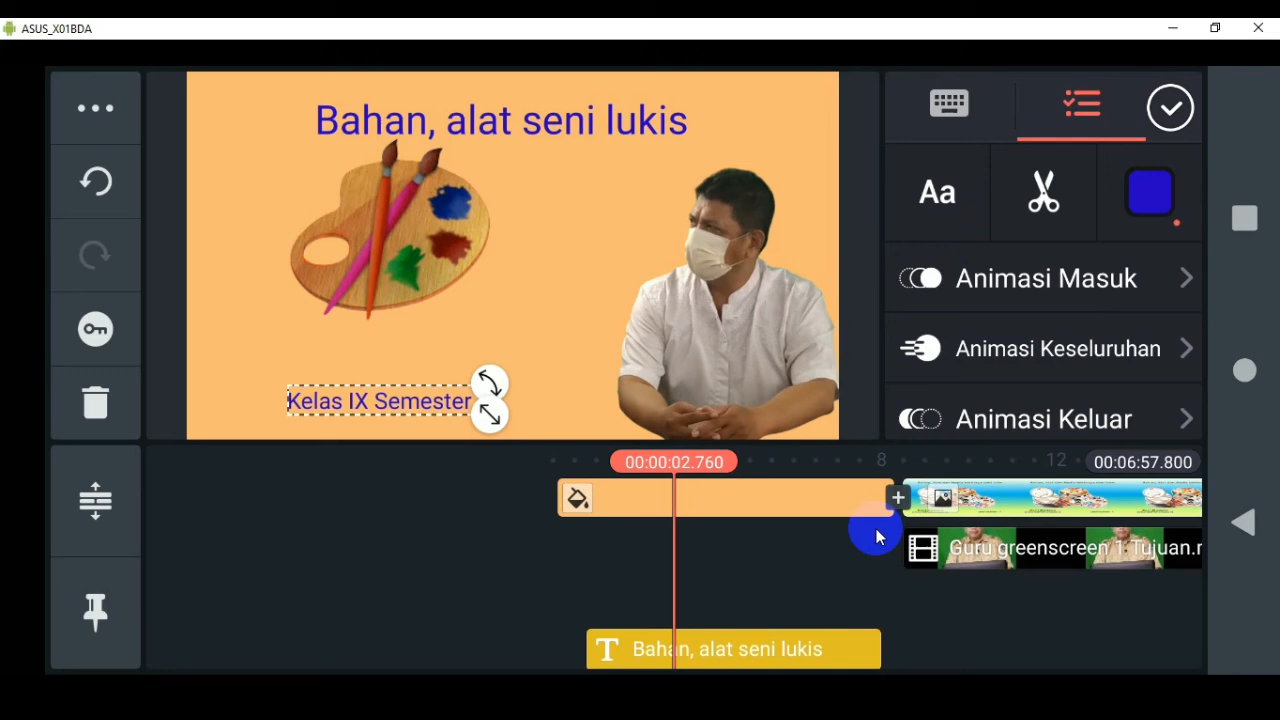 ASUS_X01BDA
Bahan, alat seni lukis
Kelas IX Semester
Aa
Animasi Masuk
Animasi Keseluruhan
Animasi Keluar
00:00:02.760
8
12
00:06:57.800
Guru greenscreen 1.Tujuan.r
T Bahan, alat seni lukis